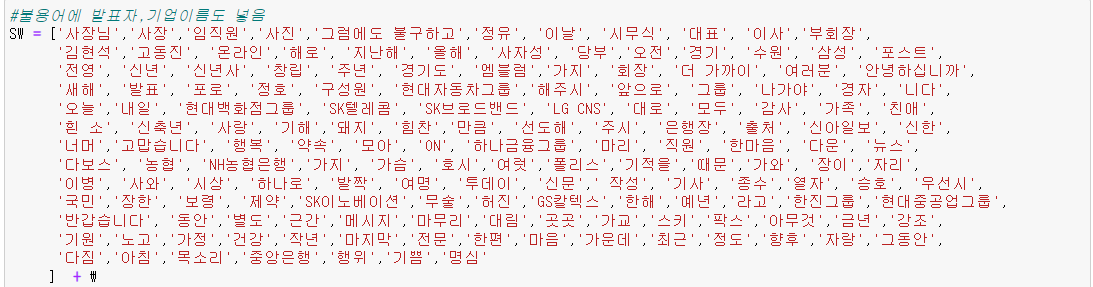 #불용어에 발표자,기업이름도 넣음
SW = ['사장님','사장','임직원','사진','그럼에도 불구하고','정유', '이날', '시무식', '대표', '이사','부회장',
'김현석','고동진', '온라인','해로', '지난해', '올해', '사자성', '당부','오전','경기', '수원', '삼성', '포스트',
'전영', '신년', '신년사', '창립', '주년', '경기도', '엠블럼','가지', '회장', '더 가까이', '여러분', '안녕하십니까',
'새해', '발표', '포로', '정호', '구성원', '현대자동차그룹','해주시', '앞으로', '그룹', '나가야', '경자', '니다',
'오늘','내일', '현대백화점그룹', 'SK텔레콤', 'SK브로드밴드', 'LG CNS', '대로', '모두', '감사', '가족', '친애',
'흰 소','신축년', '사랑', '기해','돼지', '힘찬','만큼', '선도해', '주시', '은행장', '출처', '신아일보', '신한',
'너머','고맙습니다', '행복', '약속', '모아', 'ON', '하나금융그룹', '마리', '직원', '한마음', '다운', '뉴스',
'다보스', '농협', 'NH농협은행','가지', '가슴', '호시', '여럿','폴리스','기적을','때문','가와', '장이','자리',
'이병', '사와', '시상', '하나로', '발짝', '여명', '투데이', '신문', '작성', '기사', '종수','열자', '승호', '우선시',
'국민','장한', '보령', '제약','SK이노베이션','무술','허진','GS칼텍스','한해','예년','라고','한진그룹','현대중공업그룹',
'반갑습니다', '동안','별도','근간','메시지','마무리','대림','곳곳','가교','스키','팍스','아무것','금년','강조'
'기원','노고','가정','건강','작년','마지막','전문','한편','마음','가운데','최근','정도','향후','자랑','그동안',
'다짐','아침','목소리','중앙은행','행위','기쁨','명심'
] + W